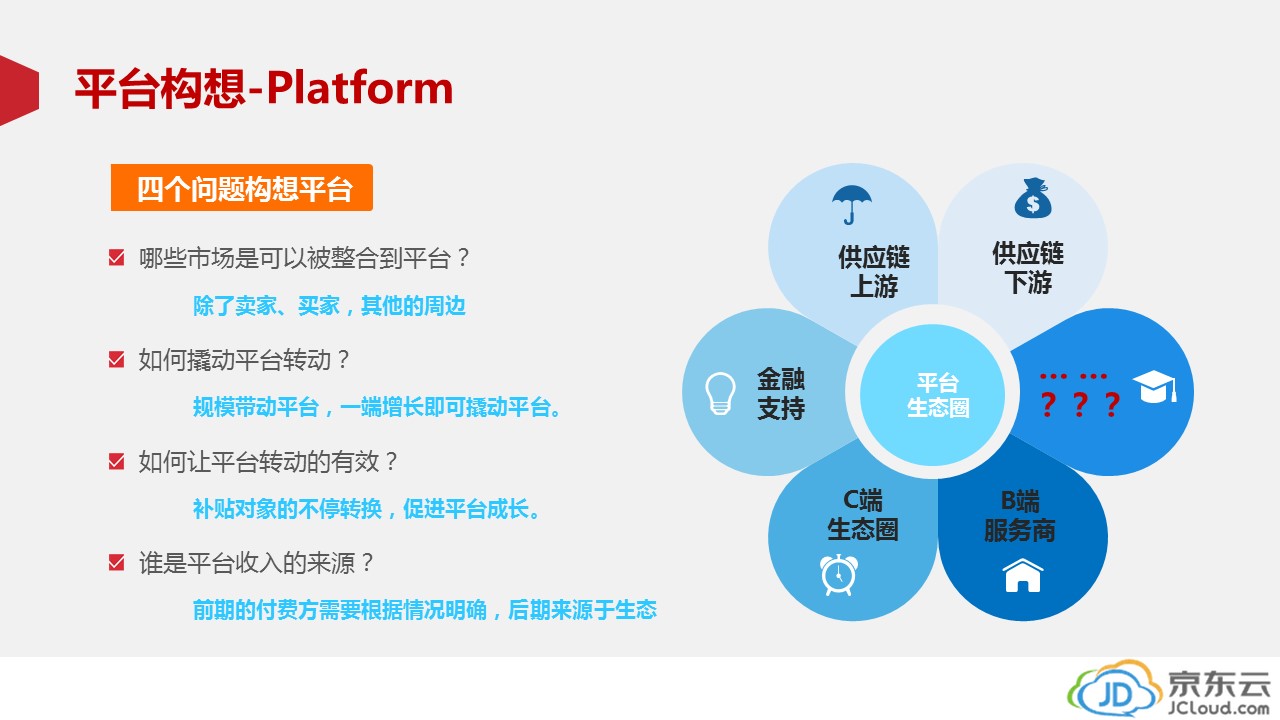 平台构想-Platform
四个问题构想平台
哪些市场是可以被整合到平台？
除了卖家、买家，其他的周边
如何撬动平台转动？
规模带动平台，一端增长即可撬动平台。
如何让平台转动的有效？
补贴对象的不停转换，促进平台成长。
谁是平台收入的来源？
前期的付费方需要根据情况明确，后期来源于生态
供应链
上游
供应链
下游
金融
支持
平台
生态圈
... ...
？？？
C端
生态圈
B端
服务商
$
JD
京东云
JCloud.com